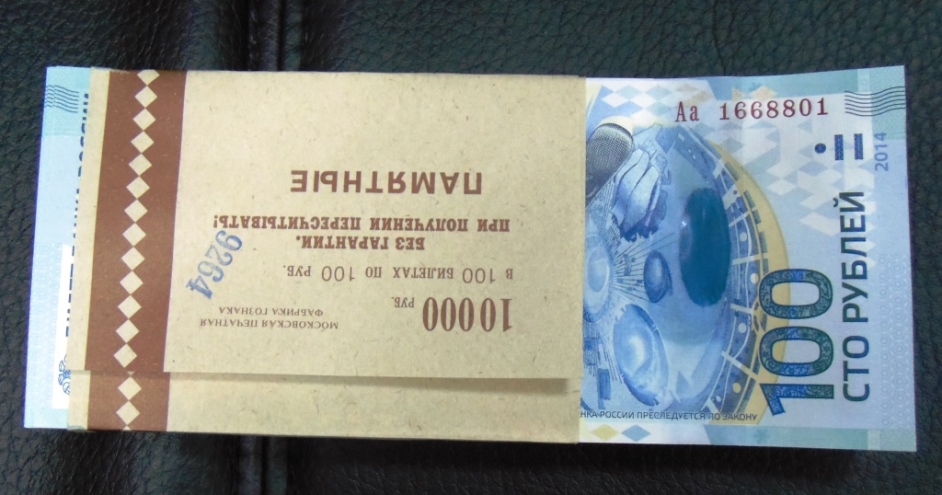 МОСКОВСКАЯ ПЕЧАТНАЯ
ФАБРИКА ГОЗНАКА
10000 РУБ.
В 100 БИЛЕТАХ ПО 100 РУБ.
БЕЗ ГАРАНТИИ.
ПРИ ПОЛУЧЕНИИ ПЕРЕСЧИТЫВАТЬ!
ПАМЯТНЫЕ
9264
Аа 1668801
2014
100
СТО РУБЛЕЙ
НКА РОССИИ ПРЕСЛЕДУЕТСЯ ПО ЗАКОНУ